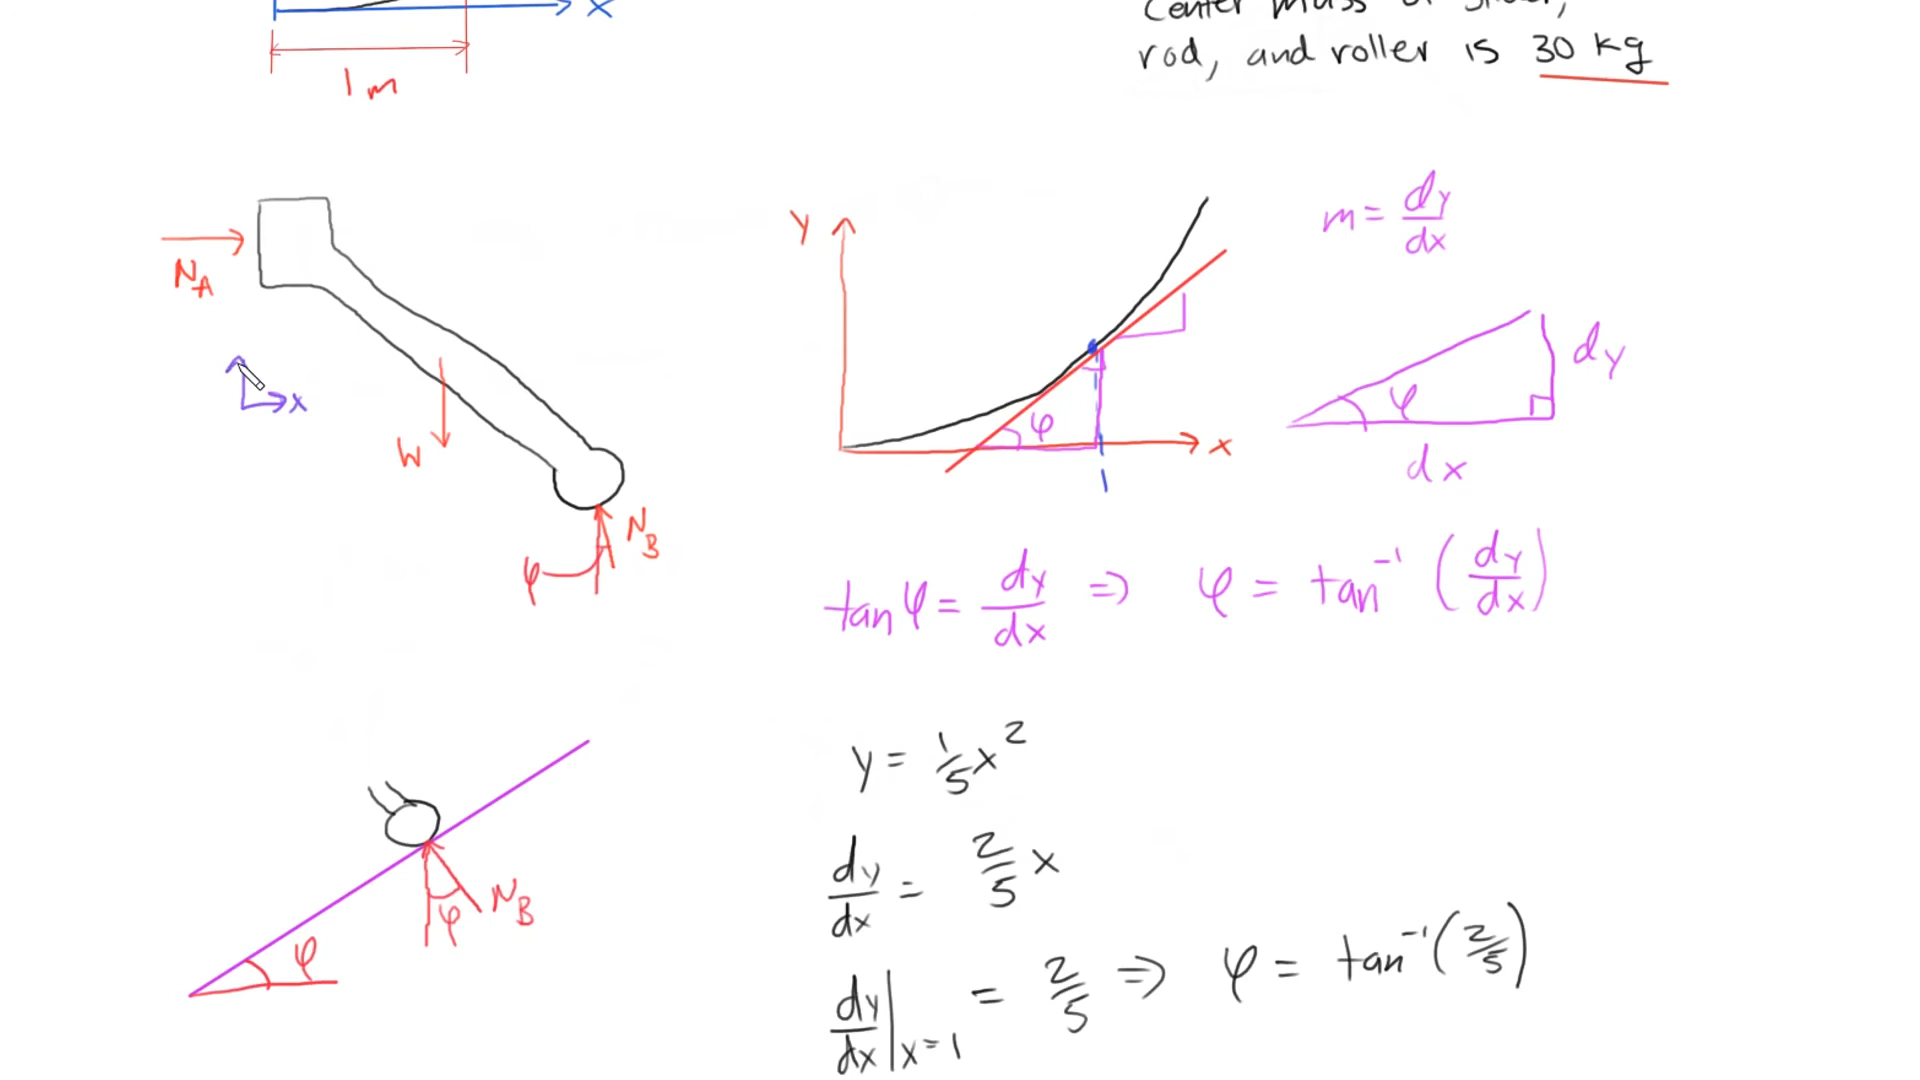 x
1 m
rod, and roller is 30 kg
N_A
x
W
N_B
φ
y
φ
x
1
m = dy/dx
φ
dy
dx
tan φ = dy/dx ⇒ φ = tan⁻¹ (dy/dx)
y = 1/5 x²
dy/dx = 2/5 x
dy/dx |x=1 = 2/5 ⇒ φ = tan⁻¹ (2/5)
φ
φ
N_B